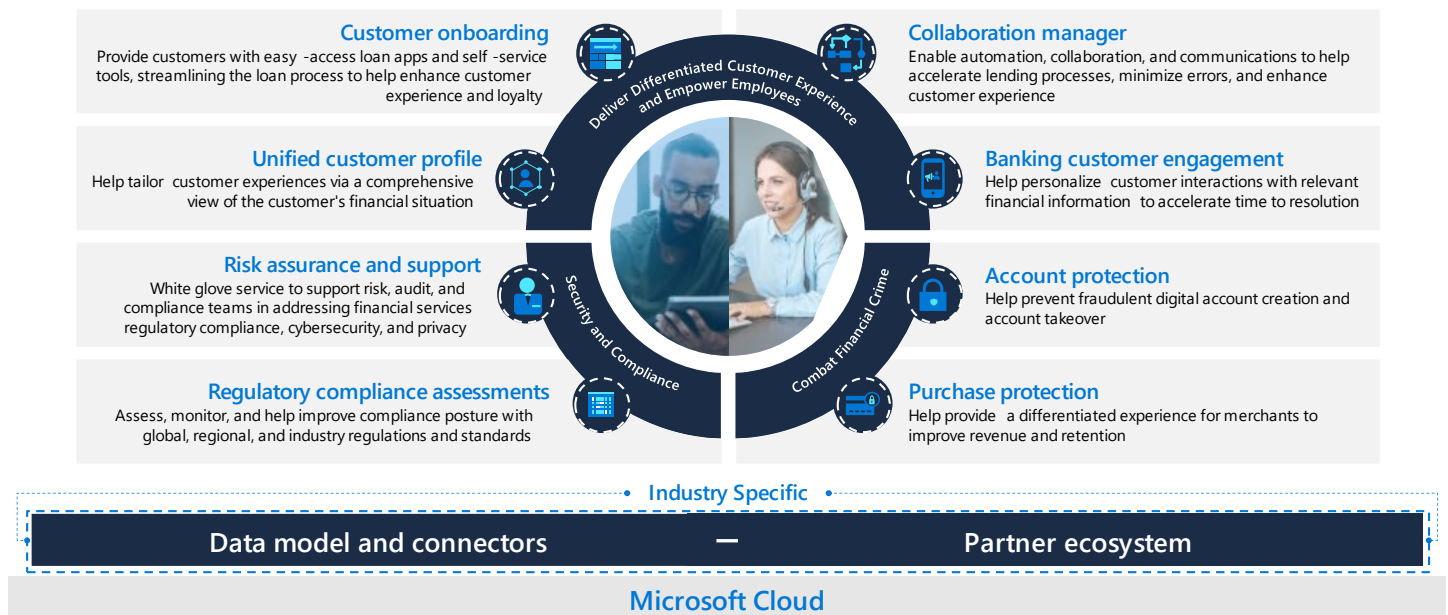 Customer onboarding
Provide customers with easy -access loan apps and self -service
tools, streamlining the loan process to help enhance customer
experience and loyalty
Collaboration manager
Enable automation, collaboration, and communications to help
accelerate lending processes, minimize errors, and enhance
customer experience
Deliver Differentiated Customer Experience
and Empower Employees
Unified customer profile
Help tailor customer experiences via a comprehensive
view of the customer's financial situation
Banking customer engagement
Help personalize customer interactions with relevant
financial information to accelerate time to resolution
Risk assurance and support
White glove service to support risk, audit, and
compliance teams in addressing financial services
regulatory compliance, cybersecurity, and privacy
Security and Compliance
Combat Financial Crime
Account protection
Help prevent fraudulent digital account creation and
account takeover
Regulatory compliance assessments
Assess, monitor, and help improve compliance posture with
global, regional, and industry regulations and standards
Purchase protection
Help provide a differentiated experience for merchants to
improve revenue and retention
Industry Specific
Data model and connectors – Partner ecosystem
Microsoft Cloud